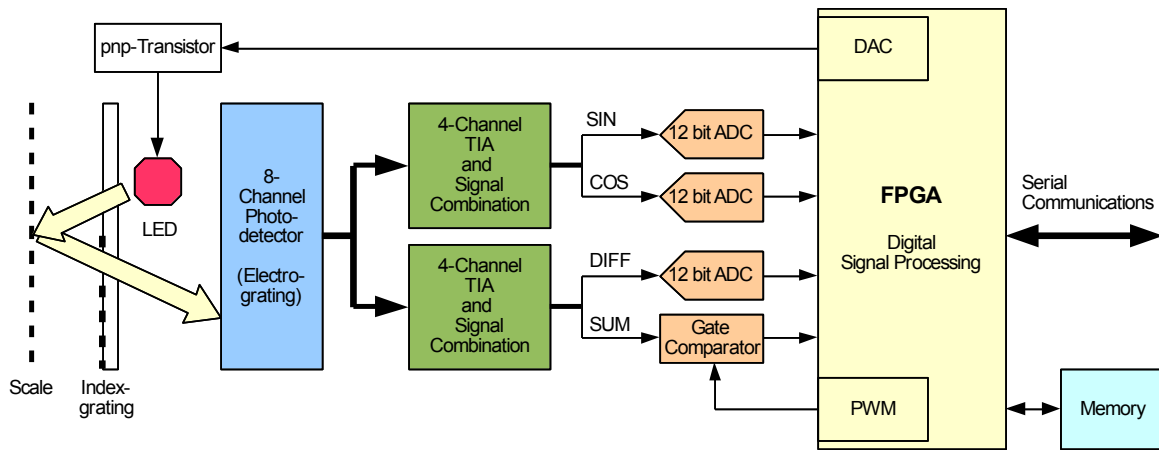 pnp-Transistor
DAC
4-Channel
TIA
and
Signal
Combination
SIN
12 bit ADC
COS
12 bit ADC
8-
Channel
Photo-
detector
(Electro-
grating)
LED
FPGA
Digital
Signal Processing
Serial
Communications
4-Channel
TIA
and
Signal
Combination
DIFF
12 bit ADC
SUM
Gate
Comparator
Scale
Index-
grating
PWM
Memory